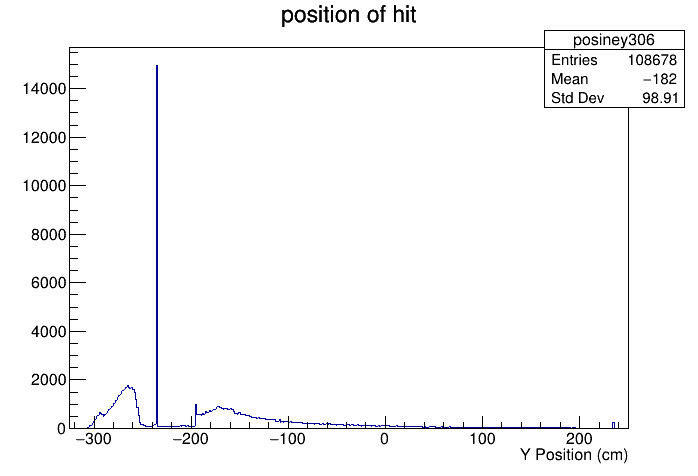 position of hit
posiney306
Entries 108678
Mean −182
Std Dev 98.91
14000
12000
10000
8000
6000
4000
2000
0
−300 −200 −100 0 100 200
Y Position (cm)